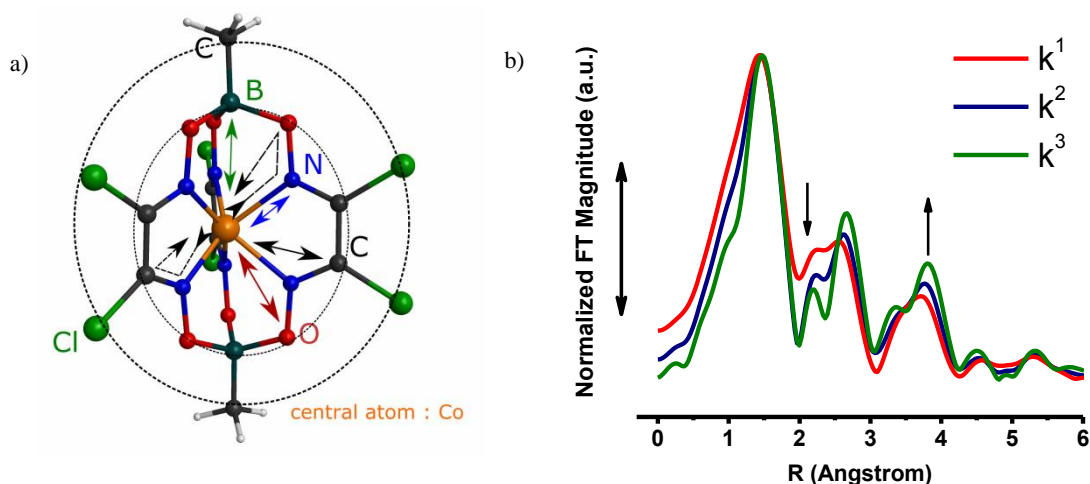 a)
C
B
N
C
Cl
O
central atom : Co
b)
Normalized FT Magnitude (a.u.)
k¹
k²
k³
0 1 2 3 4 5 6
R (Angstrom)